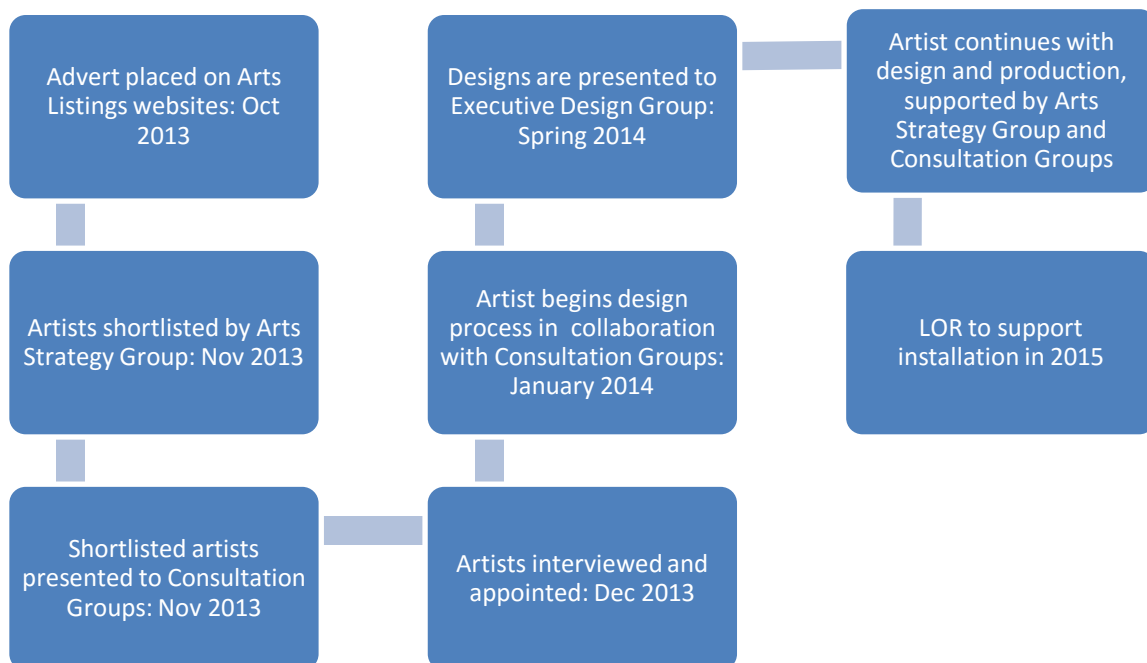 Advert placed on Arts
Listings websites: Oct
2013
Artists shortlisted by Arts
Strategy Group: Nov 2013
Shortlisted artists
presented to Consultation
Groups: Nov 2013
Artists interviewed and
appointed: Dec 2013
Artist begins design
process in  collaboration
with Consultation Groups:
January 2014
Designs are presented to
Executive Design Group:
Spring 2014
Artist continues with
design and production,
supported by Arts
Strategy Group and
Consultation Groups
LOR to support
installation in 2015